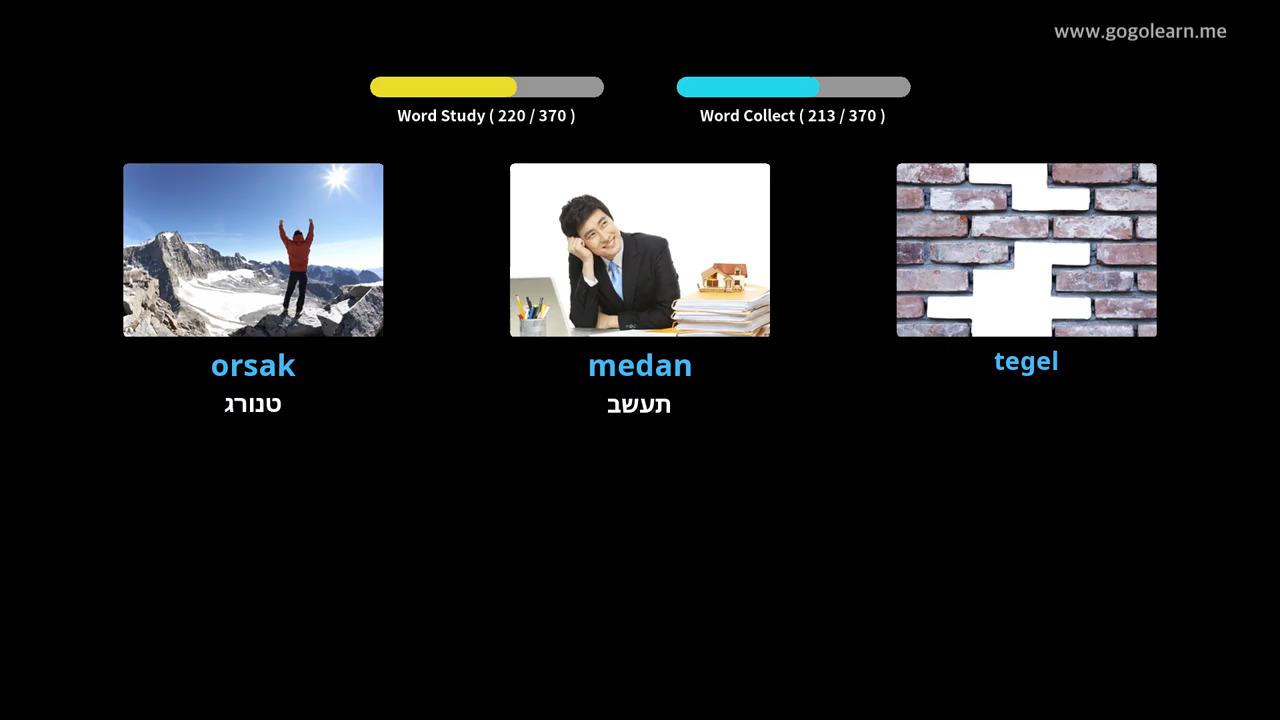 www.gogolearn.me
Word Study ( 220 / 370 )
Word Collect ( 213 / 370 )
orsak
טנורג
medan
תעשב
tegel